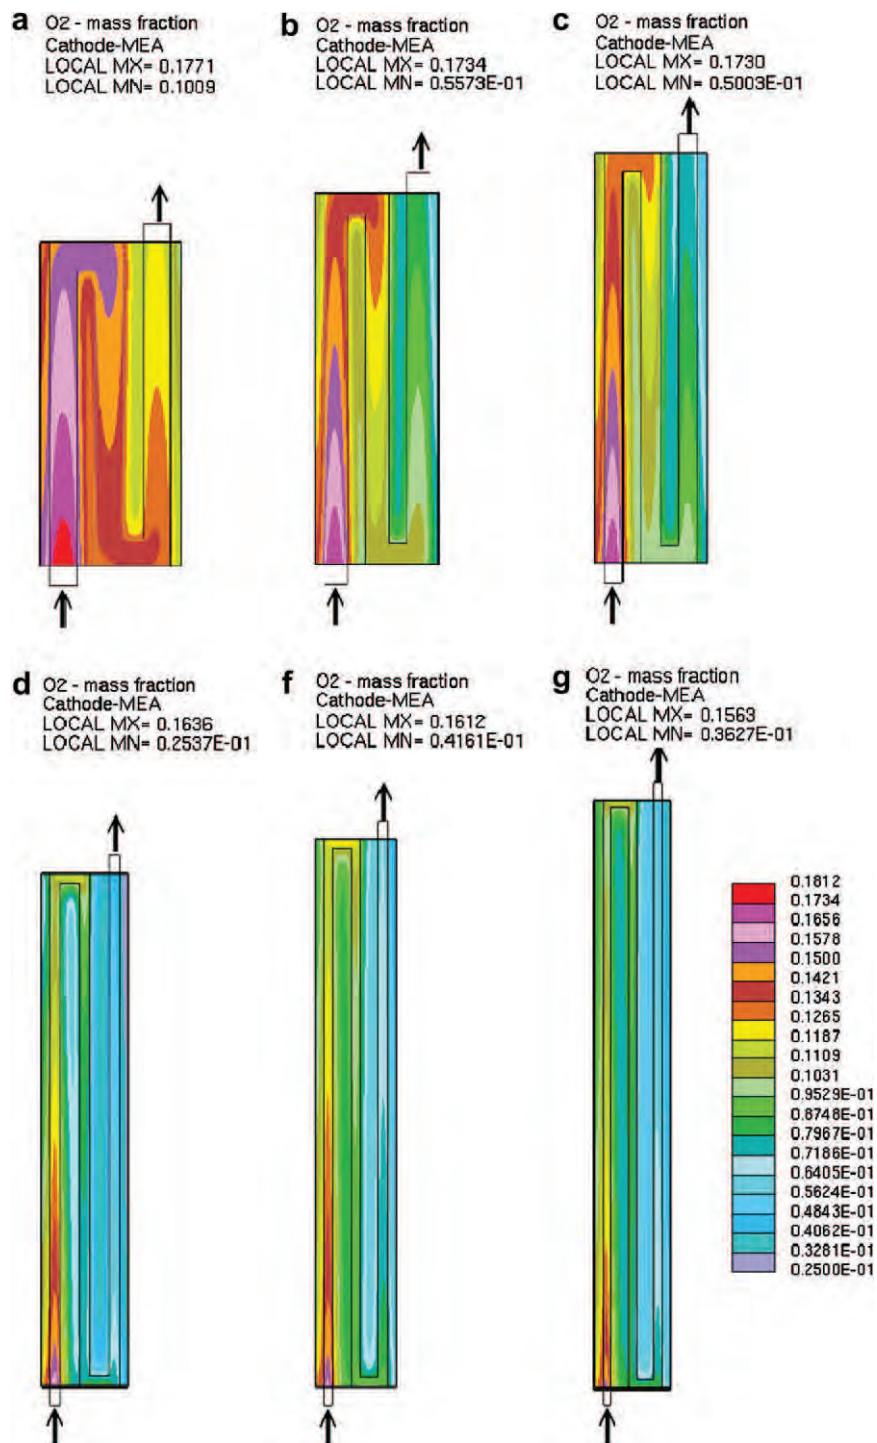 a O2 - mass fraction
Cathode-MEA
LOCAL MX= 0.1771
LOCAL MN= 0.1009
b O2 - mass fraction
Cathode-MEA
LOCAL MX= 0.1734
LOCAL MN= 0.5573E-01
c O2 - mass fraction
Cathode-MEA
LOCAL MX= 0.1730
LOCAL MN= 0.5003E-01
d O2 - mass fraction
Cathode-MEA
LOCAL MX= 0.1636
LOCAL MN= 0.2537E-01
f O2 - mass fraction
Cathode-MEA
LOCAL MX= 0.1612
LOCAL MN= 0.4161E-01
g O2 - mass fraction
Cathode-MEA
LOCAL MX= 0.1563
LOCAL MN= 0.3627E-01
0.1812
0.1734
0.1656
0.1578
0.1500
0.1421
0.1343
0.1265
0.1187
0.1109
0.1031
0.9529E-01
0.8748E-01
0.7967E-01
0.7186E-01
0.6405E-01
0.5624E-01
0.4843E-01
0.4062E-01
0.3281E-01
0.2500E-01